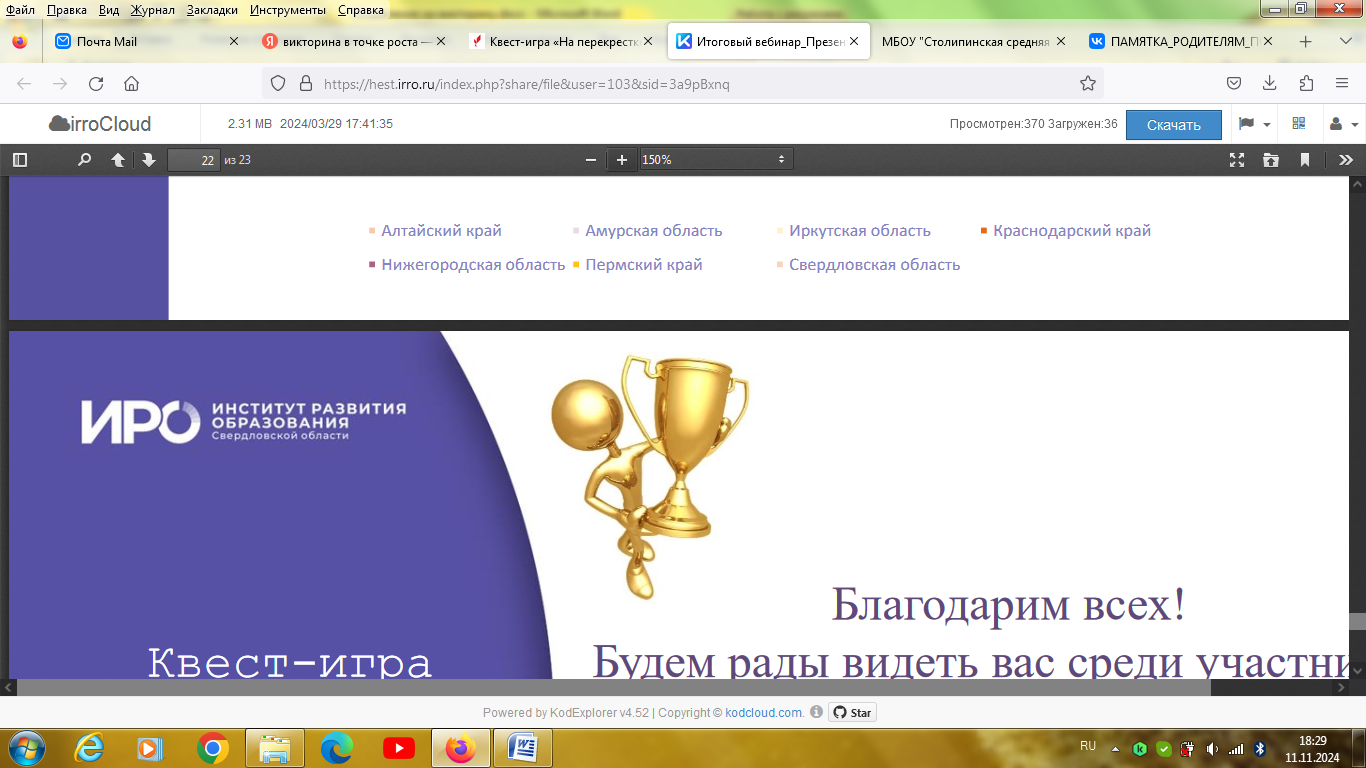 Файл Правка Вид Журнал Закладки Инструменты Справка
Почта Mail
викторина в точке роста —
Квест-игра «На перекрестк
Итоговый вебинар_Презен
МБОУ "Столипинская средняя
ПАМЯТКА_РОДИТЕЛЯМ_П
https://hest.irro.ru/index.php?share/file&user=103&sid=3a9pBxnq
irroCloud
2.31 MB 2024/03/29 17:41:35
Просмотрен:370 Загружен:36
Скачать
22 из 23
150%
Алтайский край
Амурская область
Иркутская область
Краснодарский край
Нижегородская область
Пермский край
Свердловская область
ИРО
ИНСТИТУТ РАЗВИТИЯ
ОБРАЗОВАНИЯ
Свердловской области
Благодарим всех!
Квест-игра
Будем рады видеть вас среди участни
Powered by KodExplorer v4.52 | Copyright © kodcloud.com.
Star
RU
18:29
11.11.2024